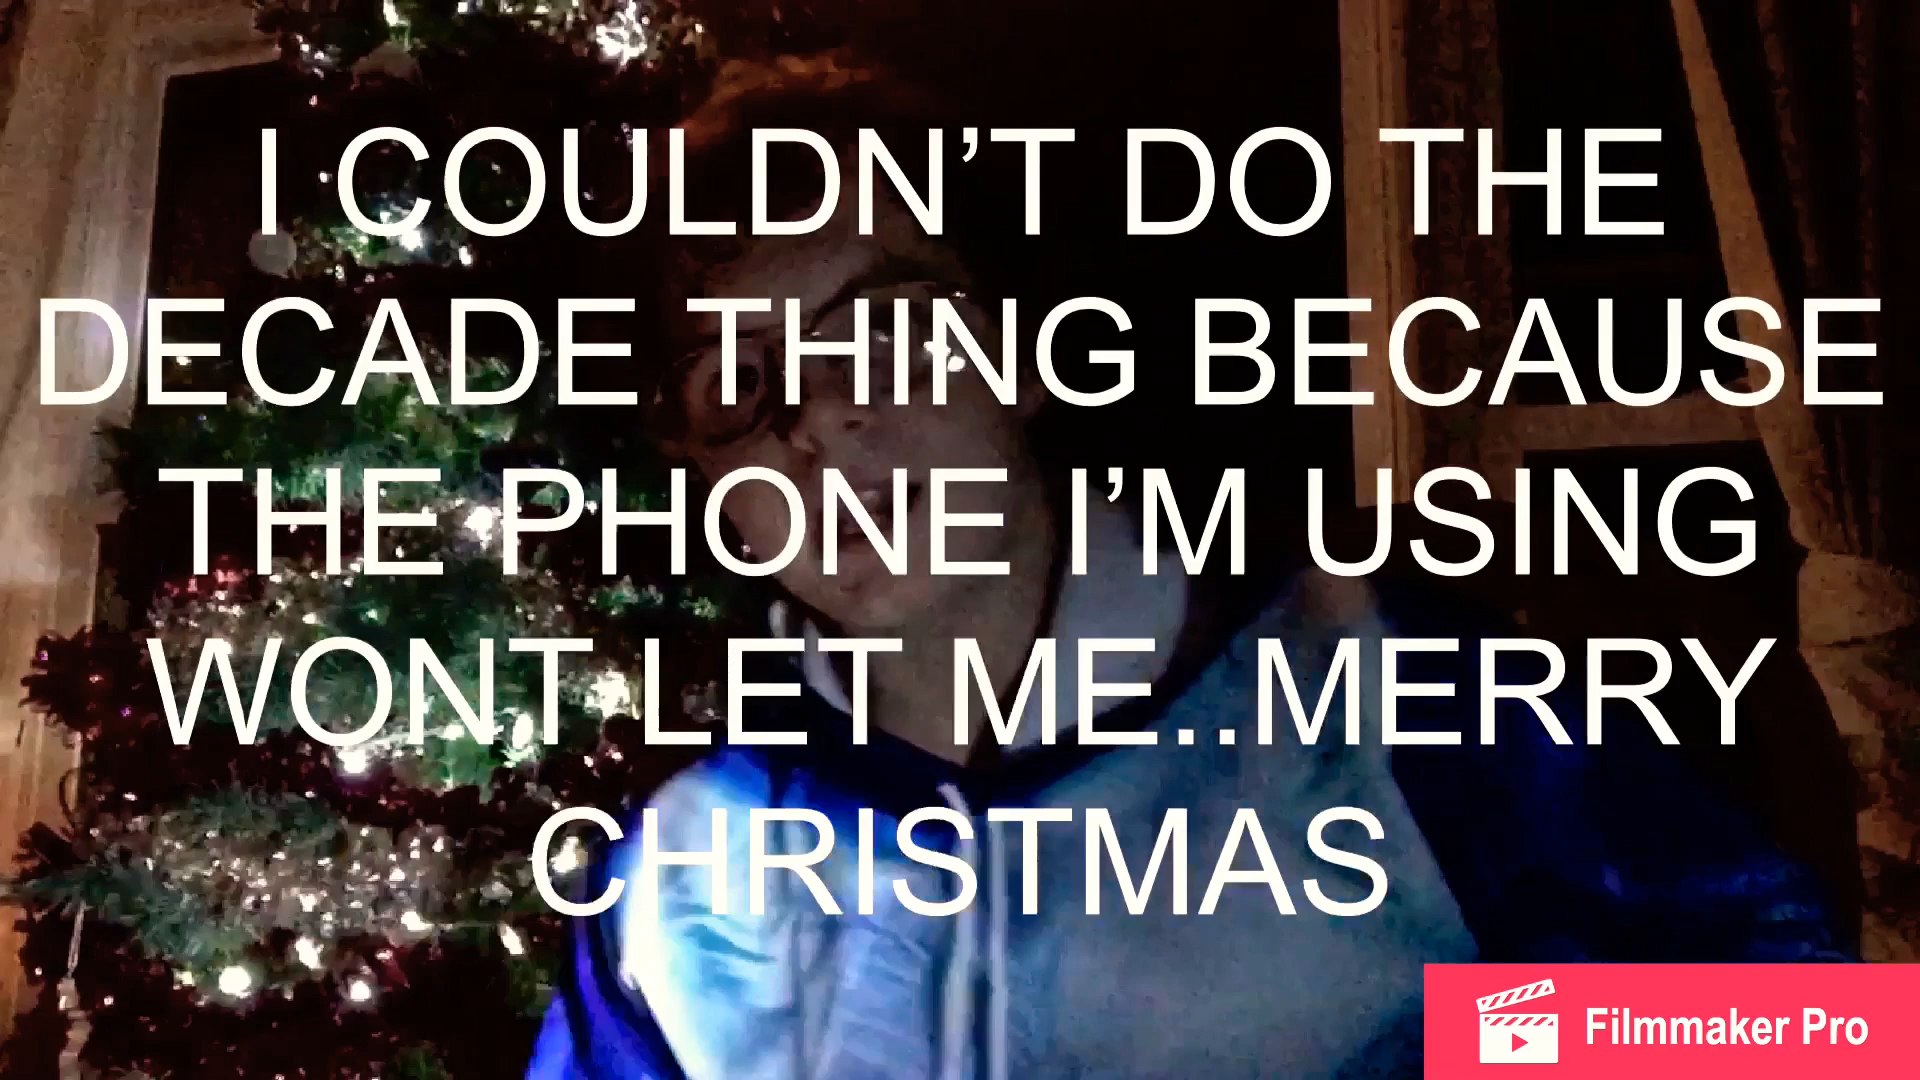 I COULDN’T DO THE
DECADE THING BECAUSE
THE PHONE I’M USING
WONT LET ME..MERRY
CHRISTMAS
Filmmaker Pro